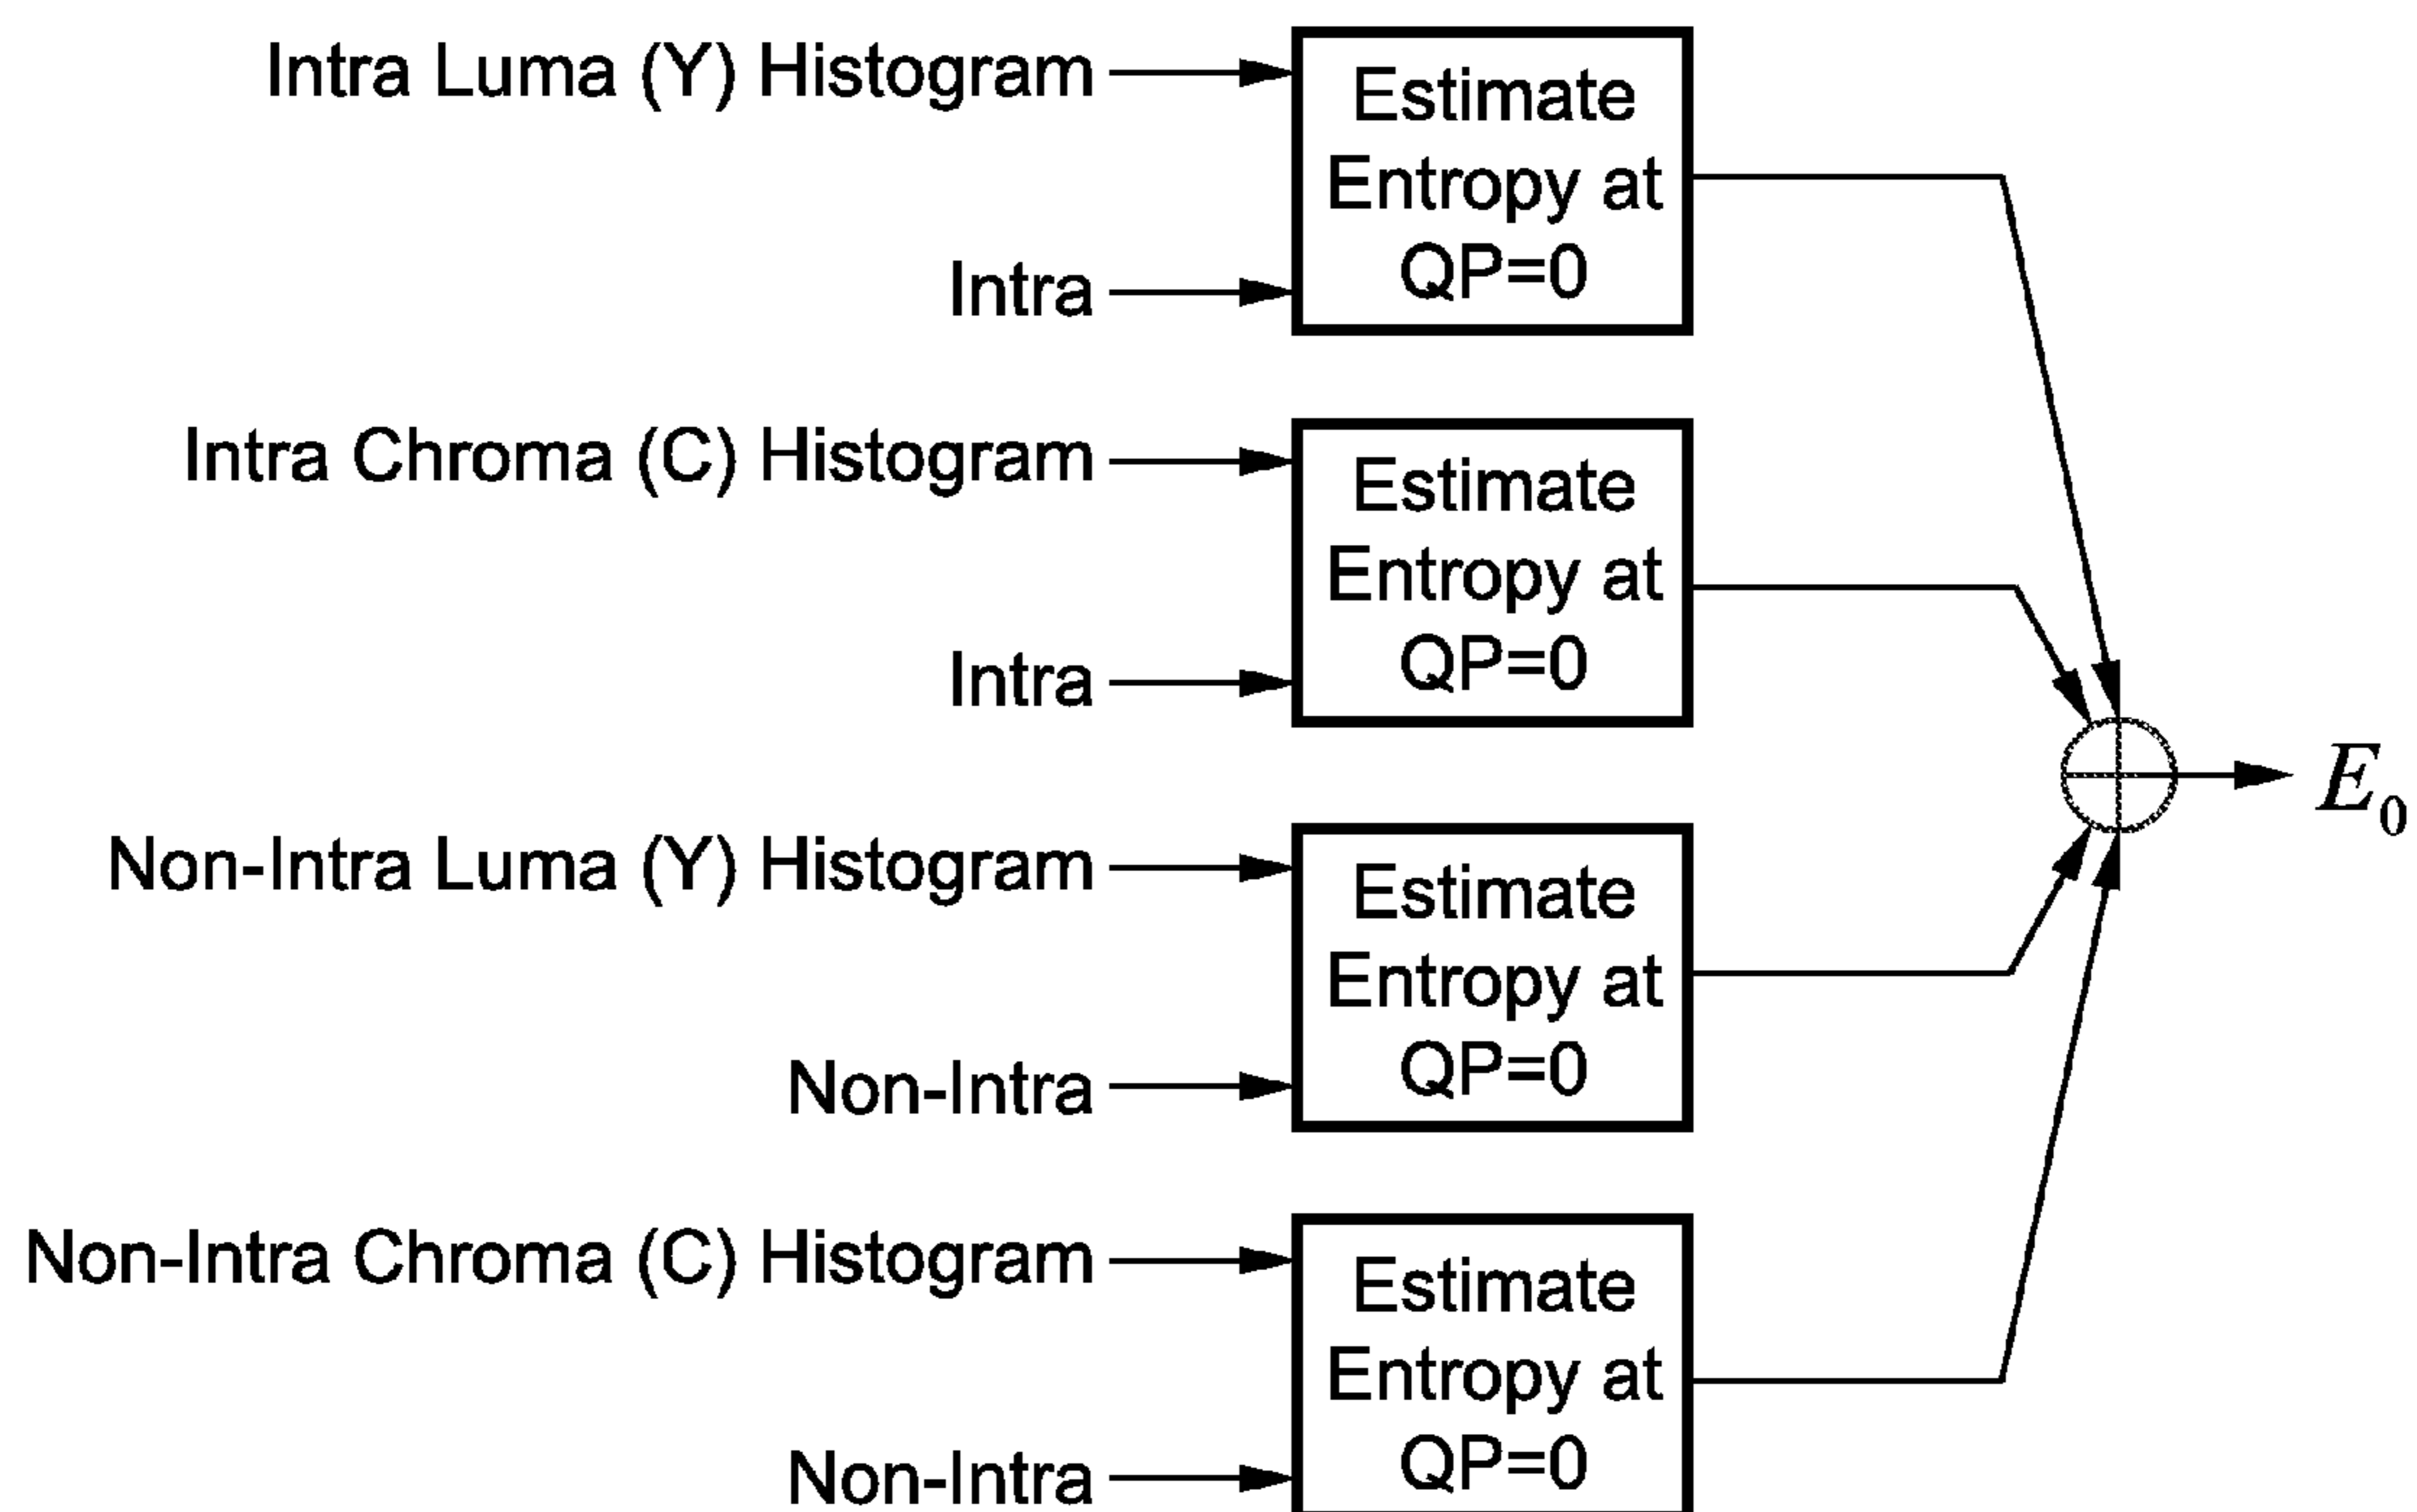 Intra Luma (Y) Histogram
Intra
Estimate
Entropy at
QP=0
Intra Chroma (C) Histogram
Intra
Estimate
Entropy at
QP=0
Non-Intra Luma (Y) Histogram
Non-Intra
Estimate
Entropy at
QP=0
Non-Intra Chroma (C) Histogram
Non-Intra
Estimate
Entropy at
QP=0
E₀